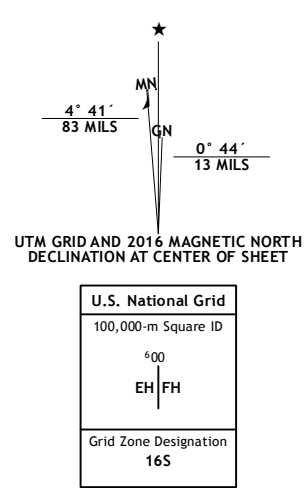 ★
MN
4° 41´
83 MILS
GN
0° 44´
13 MILS
UTM GRID AND 2016 MAGNETIC NORTH
DECLINATION AT CENTER OF SHEET
U.S. National Grid
100,000-m Square ID
⁶00
EH FH
Grid Zone Designation
16S